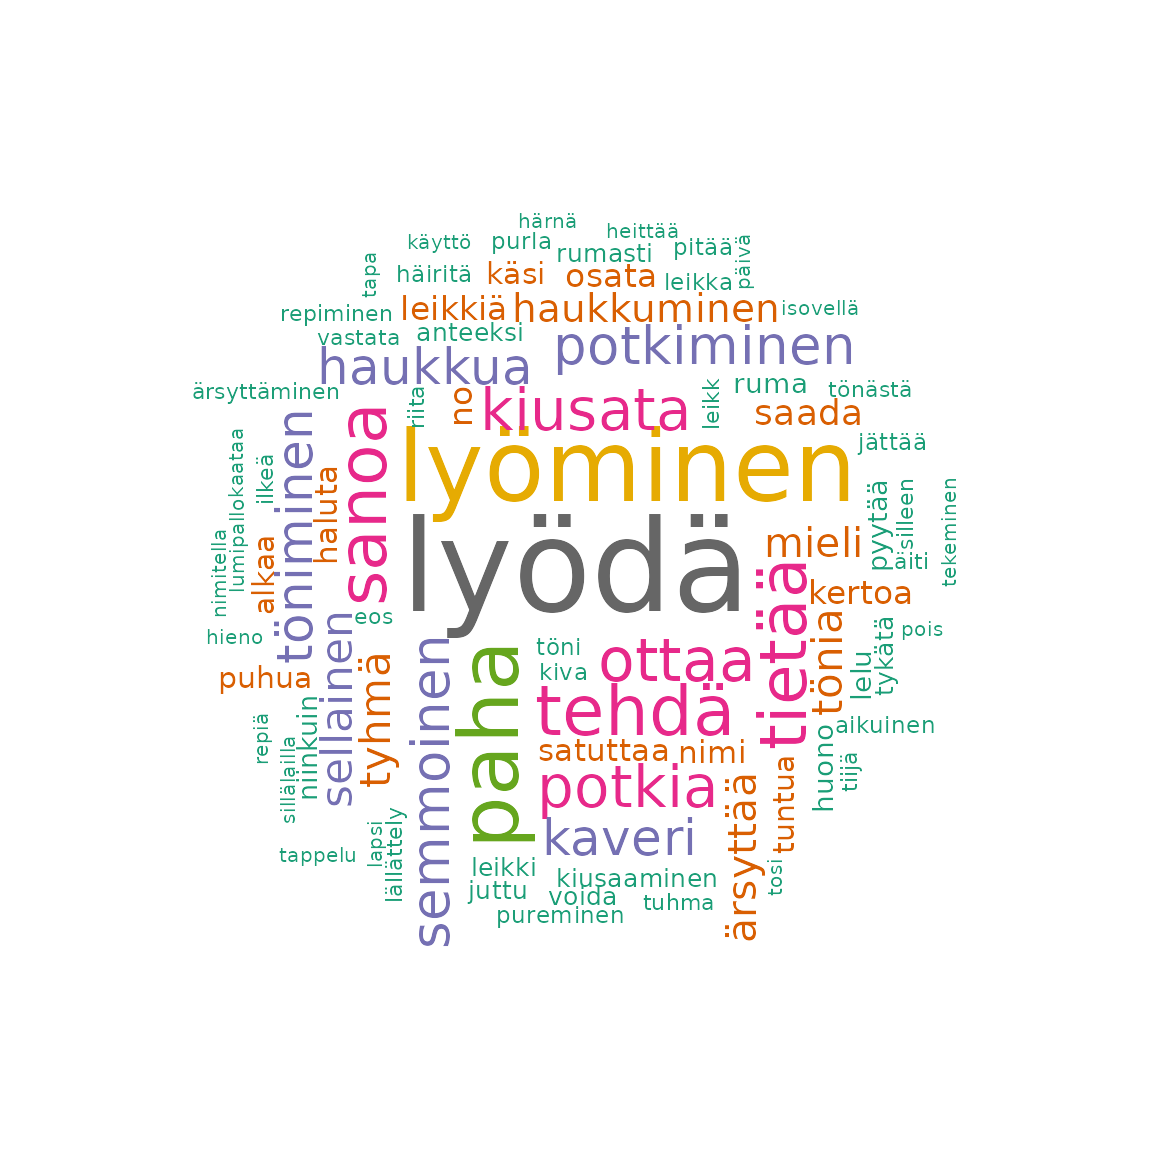 härnä
heittää
käyttö
purla
rumasti
pitää
päivä
tapa
häiritä
käsi
osata
leikka
repiminen
leikkiä
haukkuminen
isovellä
vastata
anteeksi
haukkua
potkiminen
ärsyttäminen
riita
no
kiusata
leikk
ruma
tönästä
saada
lyöminen
jättää
lumipallokaataa
ilkeä
töniminen
haluta
sanoa
lyödä
mieli
pyytää
silleen
äiti
tekeminen
nimitella
alkaa
tietää
kertoa
hieno
eos
sellainen
semmoinen
paha
töni
kiva
ottaa
tönia
lelu
tykätä
pois
puhua
tyhmä
tehdä
aikuinen
repiä
sillälailla
niinkuin
satuttaa
nimi
huono
tiijä
potkia
ärsyttää
tuntua
kaveri
tappelu
lapsi
lällättely
leikki
kiusaaminen
tosi
juttu
voida
tuhma
pureminen